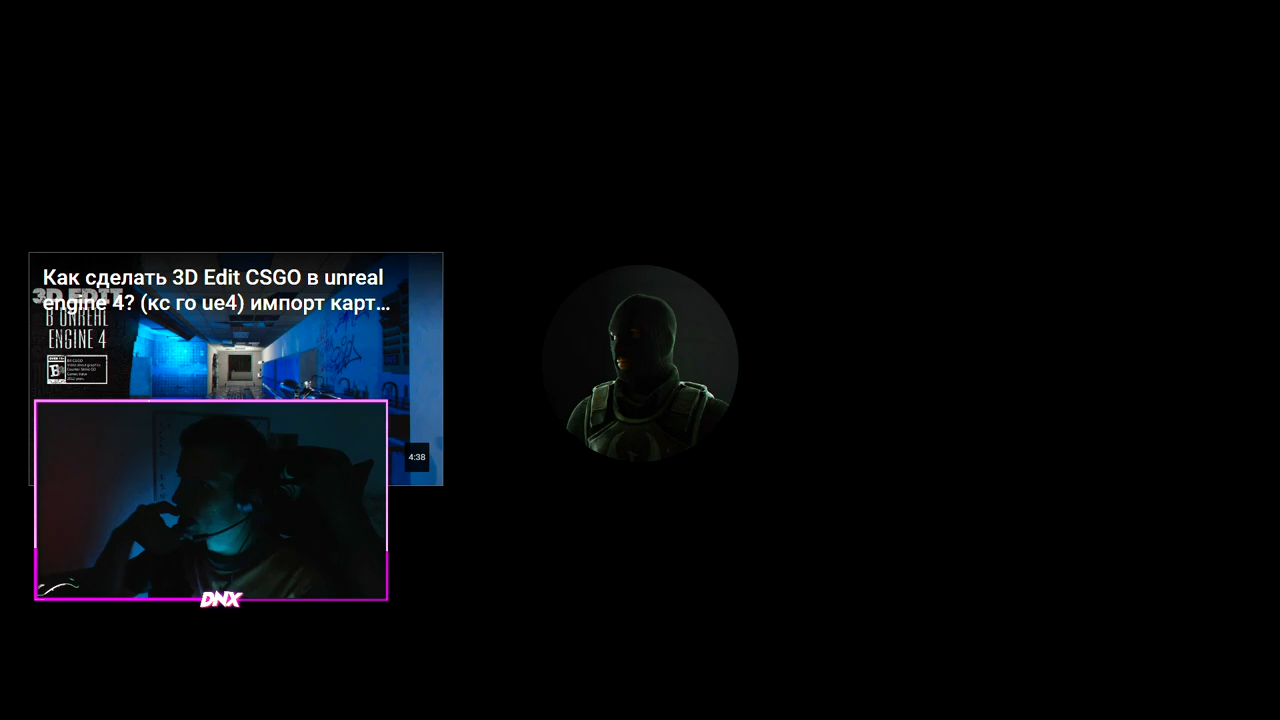 Как сделать 3D Edit CSGO в unreal
engine 4? (кс го ue4) импорт карт...
3D EDIT
В UNREAL
ENGINE 4
4:38
DNX